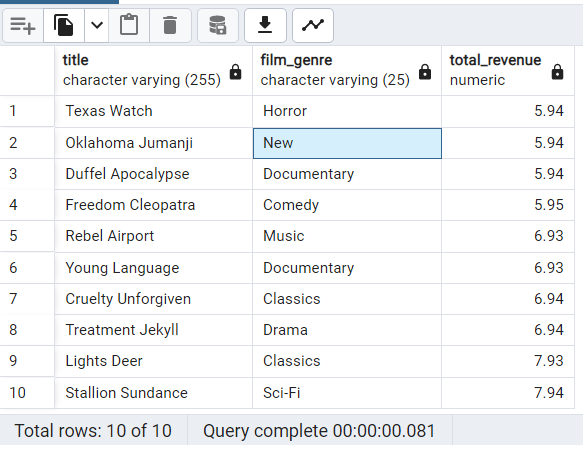 title film_genre total_revenue
character varying (255) character varying (25) numeric
1 Texas Watch Horror 5.94
2 Oklahoma Jumanji New 5.94
3 Duffel Apocalypse Documentary 5.94
4 Freedom Cleopatra Comedy 5.95
5 Rebel Airport Music 6.93
6 Young Language Documentary 6.93
7 Cruelty Unforgiven Classics 6.94
8 Treatment Jekyll Drama 6.94
9 Lights Deer Classics 7.93
10 Stallion Sundance Sci-Fi 7.94
Total rows: 10 of 10 Query complete 00:00:00.081